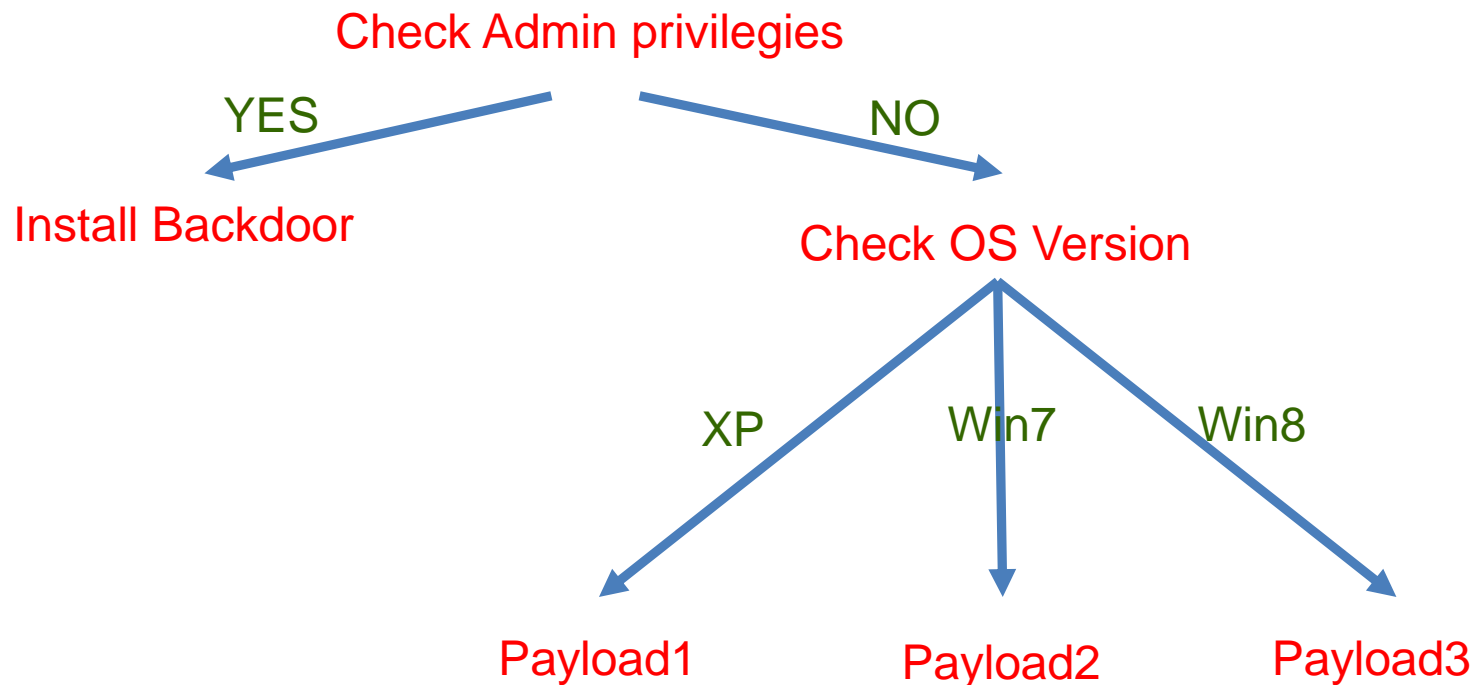 Check Admin privilegies
YES
NO
Install Backdoor
Check OS Version
XP
Win7
Win8
Payload1
Payload2
Payload3